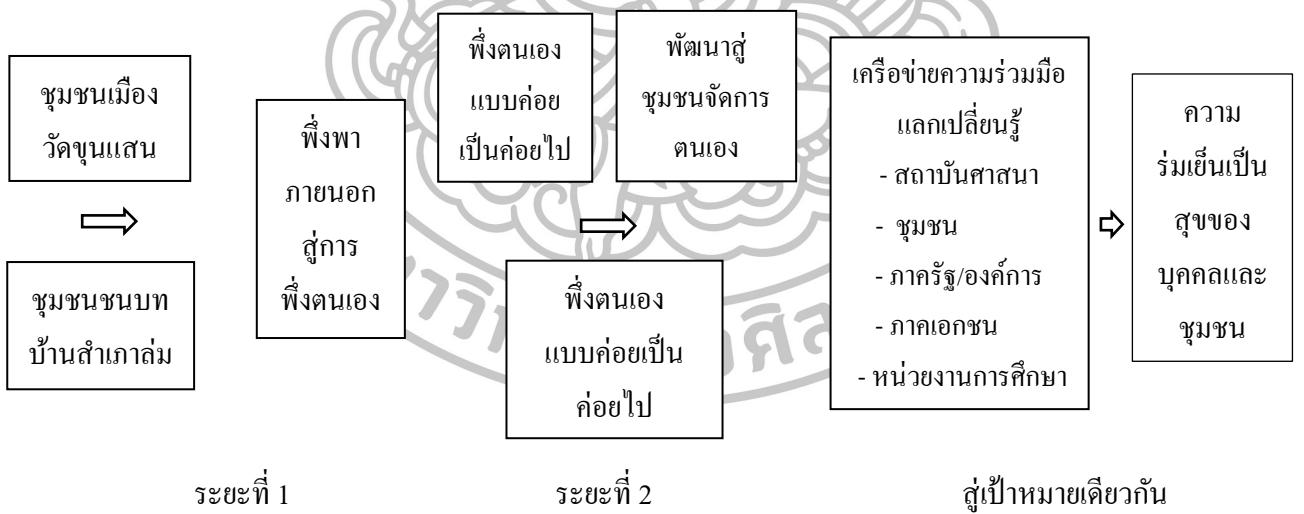 ชุมชนเมือง
วัดขุนแสน
ชุมชนชนบท
บ้านสำเภาล่ม
พึ่งพา
ภายนอก
สู่การ
พึ่งตนเอง
พึ่งตนเอง
แบบค่อย
เป็นค่อยไป
พัฒนาสู่
ชุมชนจัดการ
ตนเอง
พึ่งตนเอง
แบบค่อยเป็น
ค่อยไป
เครือข่ายความร่วมมือ
แลกเปลี่ยนรู้
- สถาบันศาสนา
- ชุมชน
- ภาครัฐ/องค์การ
- ภาคเอกชน
- หน่วยงานการศึกษา
ความ
ร่มเย็นเป็น
สุขของ
บุคคลและ
ชุมชน
ระยะที่ 1
ระยะที่ 2
สู่เป้าหมายเดียวกัน